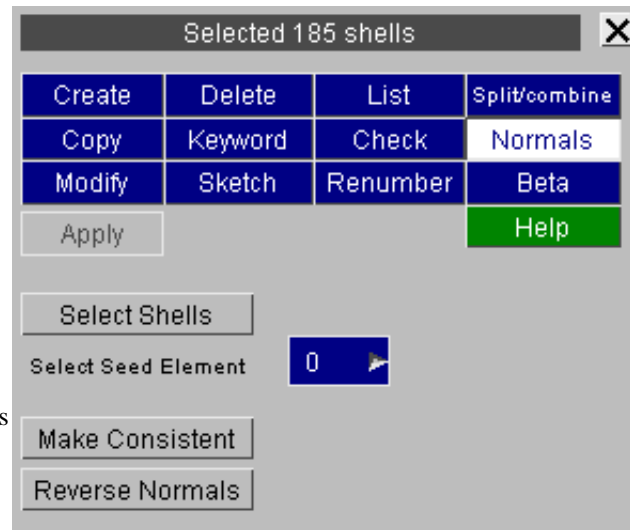 Selected 185 shells
X
Create Delete List Split/combine
Copy Keyword Check Normals
Modify Sketch Renumber Beta
Apply Help
Select Shells
Select Seed Element 0
s
Make Consistent
Reverse Normals